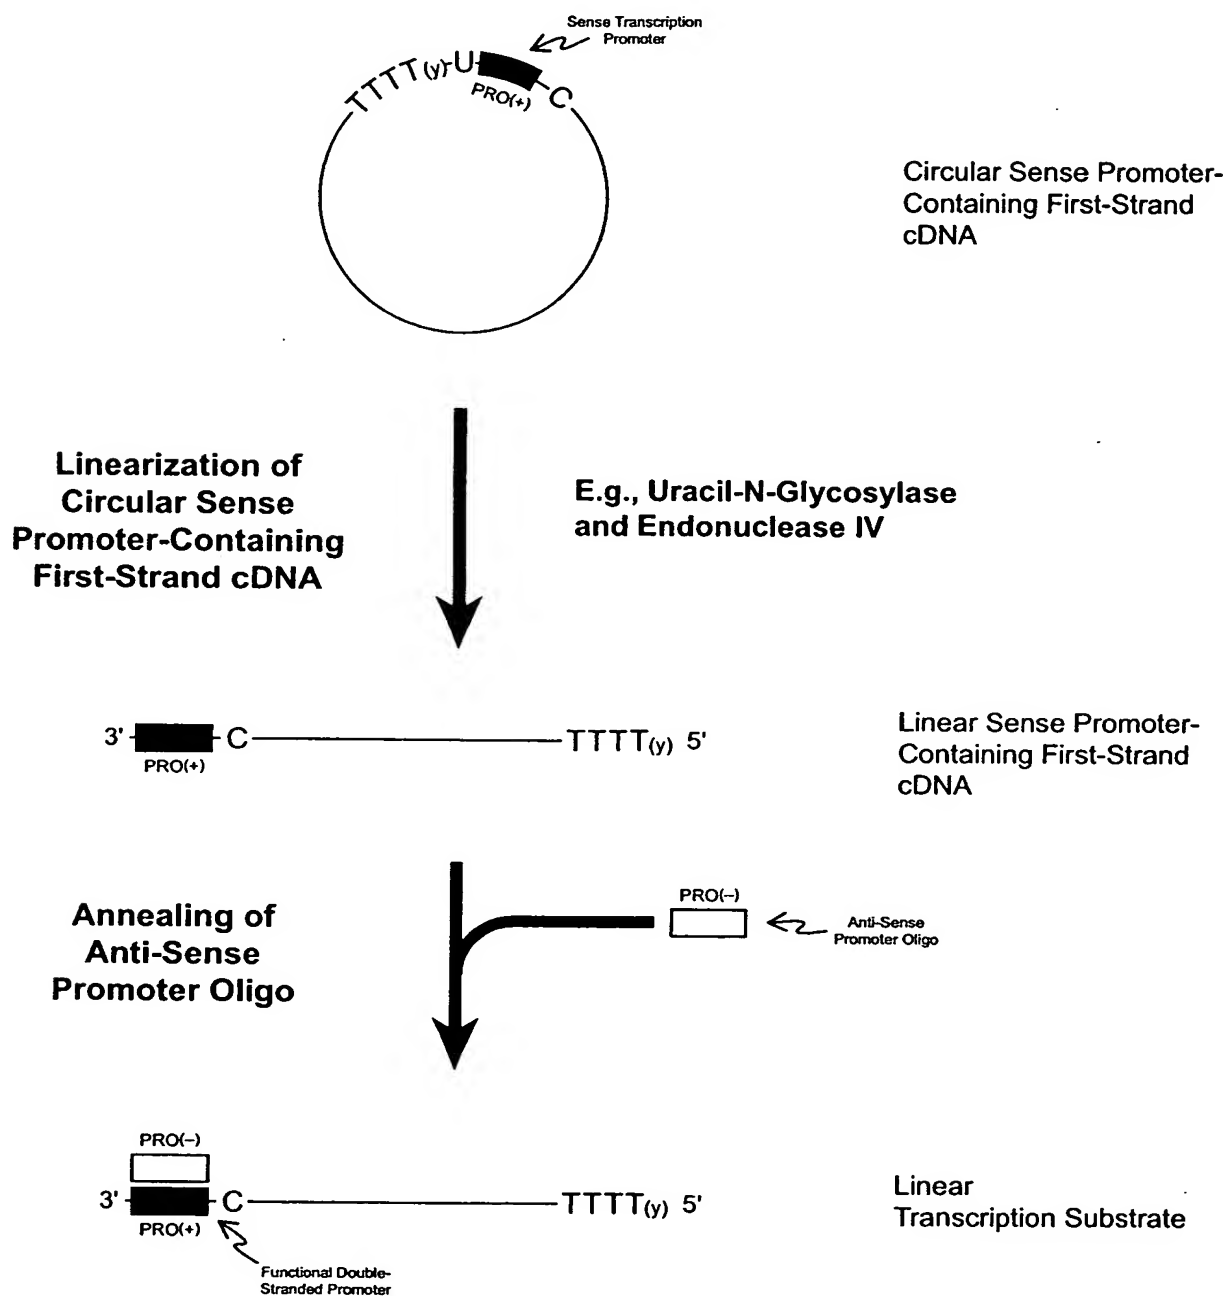 Sense Transcription
Promoter
TTTT(y)-U
C
PRO(+)
Circular Sense Promoter-
Containing First-Strand
cDNA
Linearization of
Circular Sense
Promoter-Containing
First-Strand cDNA
E.g., Uracil-N-Glycosylase
and Endonuclease IV
3' C TTTT(y) 5'
PRO(+)
Linear Sense Promoter-
Containing First-Strand
cDNA
Annealing of
Anti-Sense
Promoter Oligo
PRO(–)
Anti-Sense
Promoter Oligo
PRO(–)
3' C TTTT(y) 5'
PRO(+)
Linear
Transcription Substrate
Functional Double-
Stranded Promoter